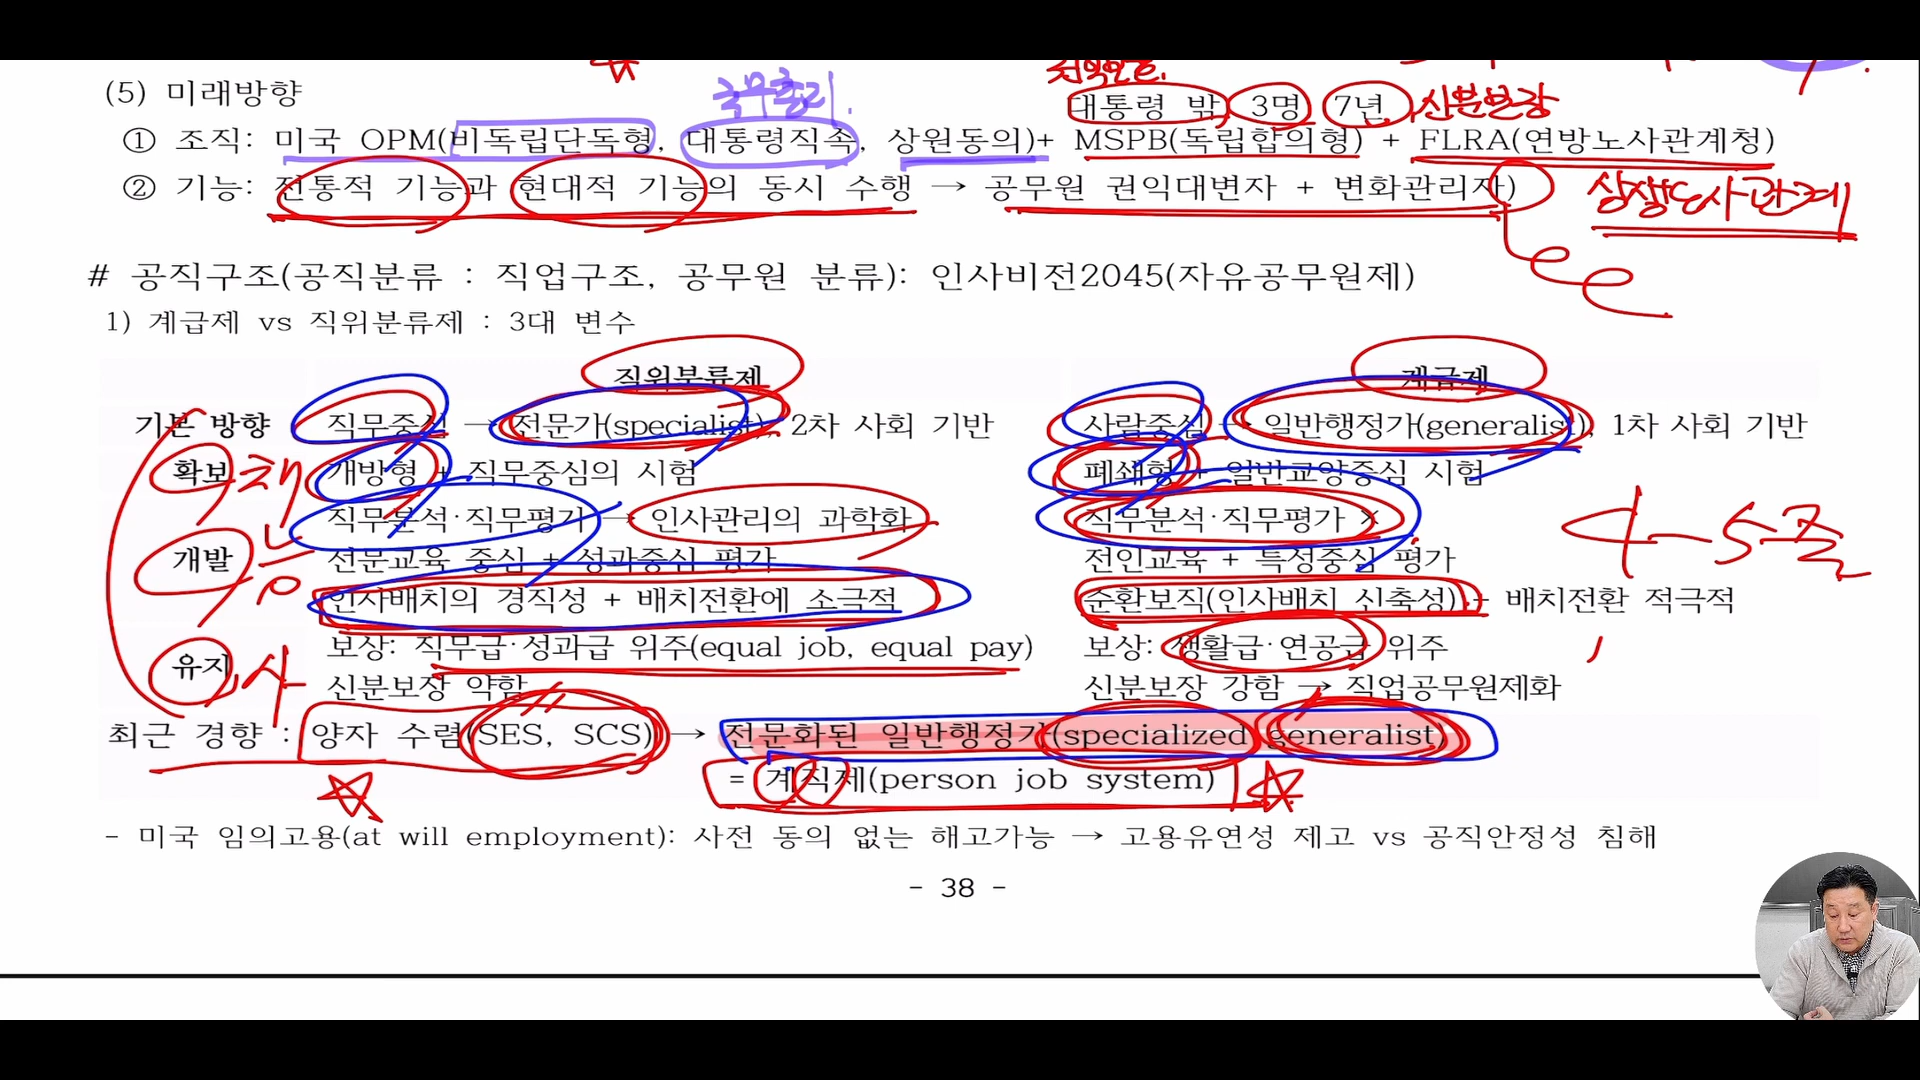 전략인준.
(5) 미래방향 국무총리. 대통령 밖, 3명 7년, 신분보장
① 조직: 미국 OPM(비독립단독형, 대통령직속, 상원동의)+ MSPB(독립합의형) + FLRA(연방노사관계청)
② 기능: 전통적 기능과 현대적 기능의 동시 수행 → 공무원 권익대변자 + 변화관리자) 상생노사관계
# 공직구조(공직분류 : 직업구조, 공무원 분류): 인사비전2045(자유공무원제)
1) 계급제 vs 직위분류제 : 3대 변수
직위분류제 계급제
기본 방향 직무중심 → 전문가(specialist), 2차 사회 기반 사람중심 → 일반행정가(generalist), 1차 사회 기반
확보 채 개방형 + 직무중심의 시험 폐쇄형 + 일반교양중심 시험
직무분석·직무평가 → 인사관리의 과학화 직무분석·직무평가 × 4-5줄
개발 능 전문교육 중심 + 성과중심 평가 전인교육 + 특성중심 평가
인사배치의 경직성 + 배치전환에 소극적 순환보직(인사배치 신축성) - 배치전환 적극적
보상: 직무급·성과급 위주(equal job, equal pay) 보상: 생활급·연공급 위주
유지 사 신분보장 약함 신분보장 강함 → 직업공무원제화
최근 경향 : 양자 수렴(SES, SCS) → 전문화된 일반행정가(specialized generalist)
= 계직제(person job system)
- 미국 임의고용(at will employment): 사전 동의 없는 해고가능 → 고용유연성 제고 vs 공직안정성 침해
- 38 -